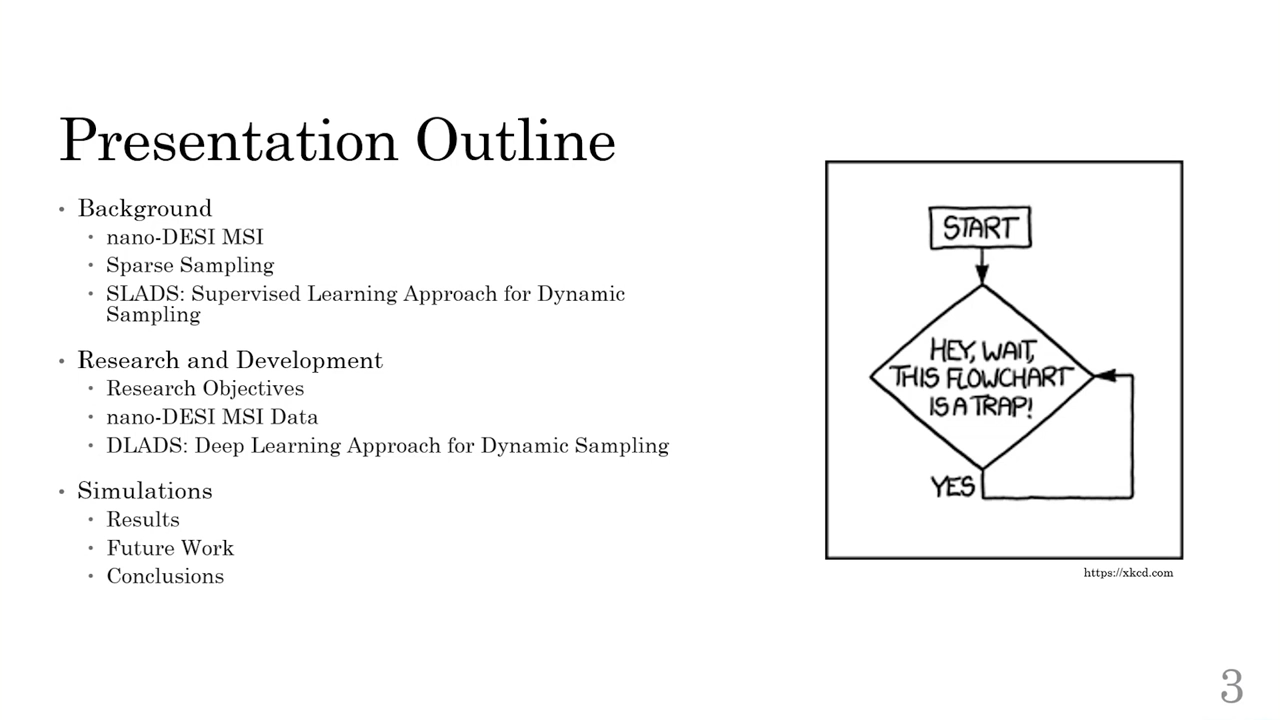 Presentation Outline
• Background
• nano-DESI MSI
• Sparse Sampling
• SLADS: Supervised Learning Approach for Dynamic
Sampling
• Research and Development
• Research Objectives
• nano-DESI MSI Data
• DLADS: Deep Learning Approach for Dynamic Sampling
• Simulations
• Results
• Future Work
• Conclusions
START
HEY, WAIT,
THIS FLOWCHART
IS A TRAP!
YES
https://xkcd.com
3